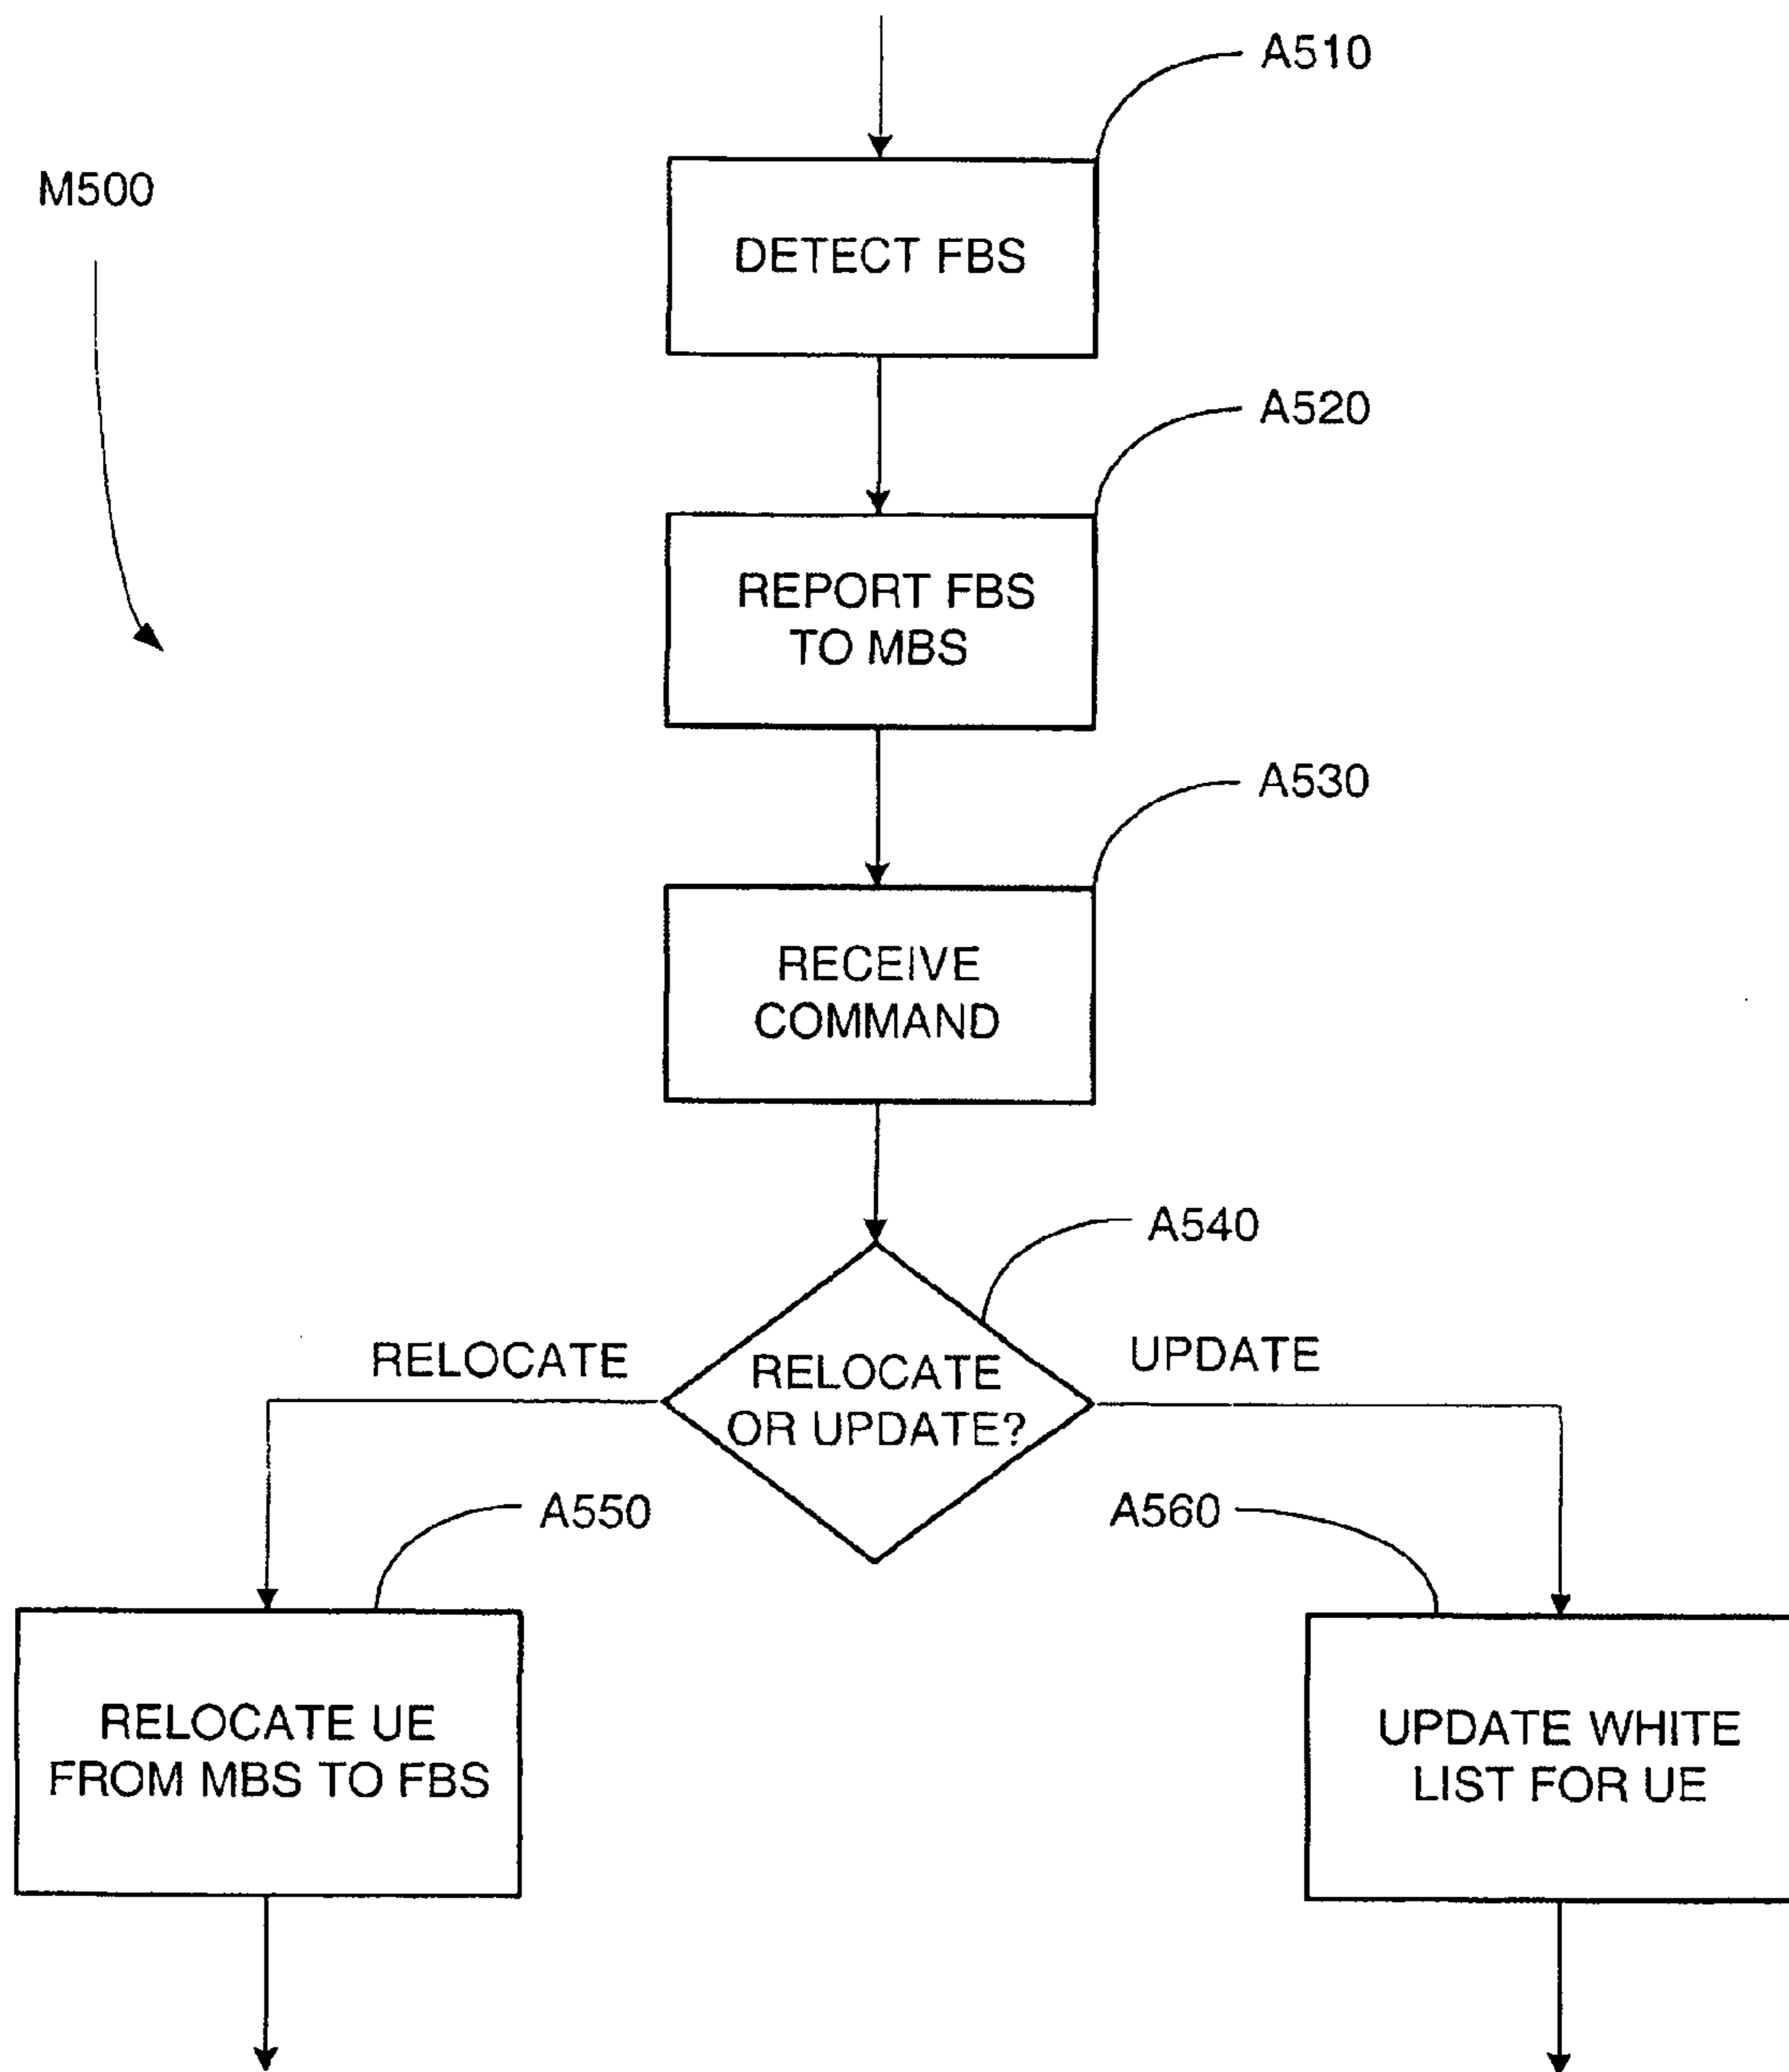 A510
M500
DETECT FBS
A520
REPORT FBS
TO MBS
A530
RECEIVE
COMMAND
A540
RELOCATE
UPDATE
RELOCATE
OR UPDATE?
A550
A560
RELOCATE UE
FROM MBS TO FBS
UPDATE WHITE
LIST FOR UE